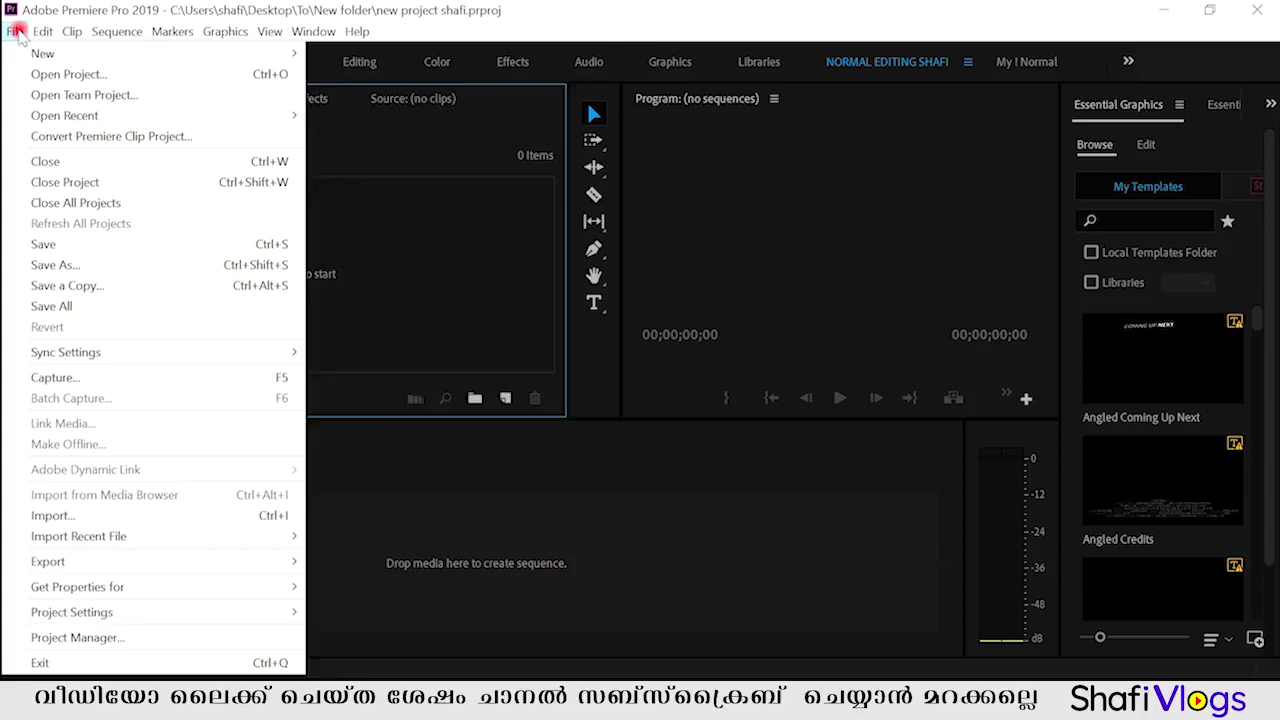 Adobe Premiere Pro 2019 - C:\Users\shafi\Desktop\To\New folder\new project shafi.prproj
File Edit Clip Sequence Markers Graphics View Window Help
New
Open Project... Ctrl+O
Open Team Project...
Open Recent
Convert Premiere Clip Project...
Close Ctrl+W
Close Project Ctrl+Shift+W
Close All Projects
Refresh All Projects
Save Ctrl+S
Save As... Ctrl+Shift+S
Save a Copy... Ctrl+Alt+S
Save All
Revert
Sync Settings
Capture... F5
Batch Capture... F6
Link Media...
Make Offline...
Adobe Dynamic Link
Import from Media Browser Ctrl+Alt+I
Import... Ctrl+I
Import Recent File
Export
Get Properties for
Project Settings
Project Manager...
Exit Ctrl+Q
Editing Color Effects Audio Graphics Libraries NORMAL EDITING SHAFI My ! Normal
Source: (no clips)
0 Items
o start
Program: (no sequences)
00;00;00;00 00;00;00;00
Drop media here to create sequence.
0
-12
-24
-36
-48
dB
Essential Graphics Essenti
Browse Edit
My Templates St
Local Templates Folder
Libraries
COMING UP NEXT
Angled Coming Up Next
Angled Credits
വീഡിയോ ലൈക്ക് ചെയ്ത ശേഷം ചാനൽ സബ്സ്ക്രൈബ് ചെയ്യാൻ മറക്കല്ലെ
Shafi Vlogs